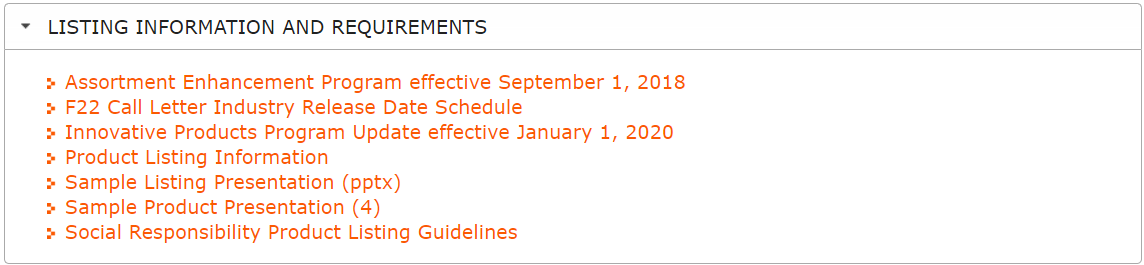 LISTING INFORMATION AND REQUIREMENTS
Assortment Enhancement Program effective September 1, 2018
F22 Call Letter Industry Release Date Schedule
Innovative Products Program Update effective January 1, 2020
Product Listing Information
Sample Listing Presentation (pptx)
Sample Product Presentation (4)
Social Responsibility Product Listing Guidelines